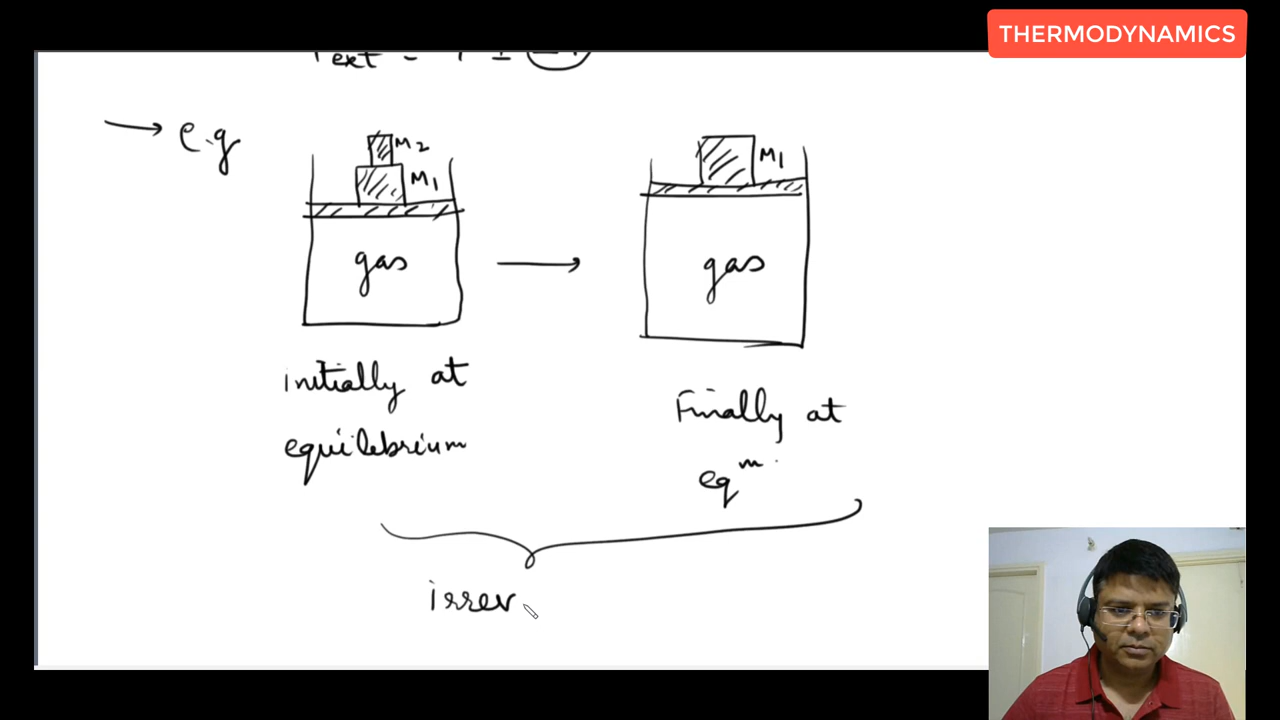 THERMODYNAMICS
→ e.g
M2
M1
M1
gas
gas
initially at
equilibrium
Finally at
eqᵐ.
irrev